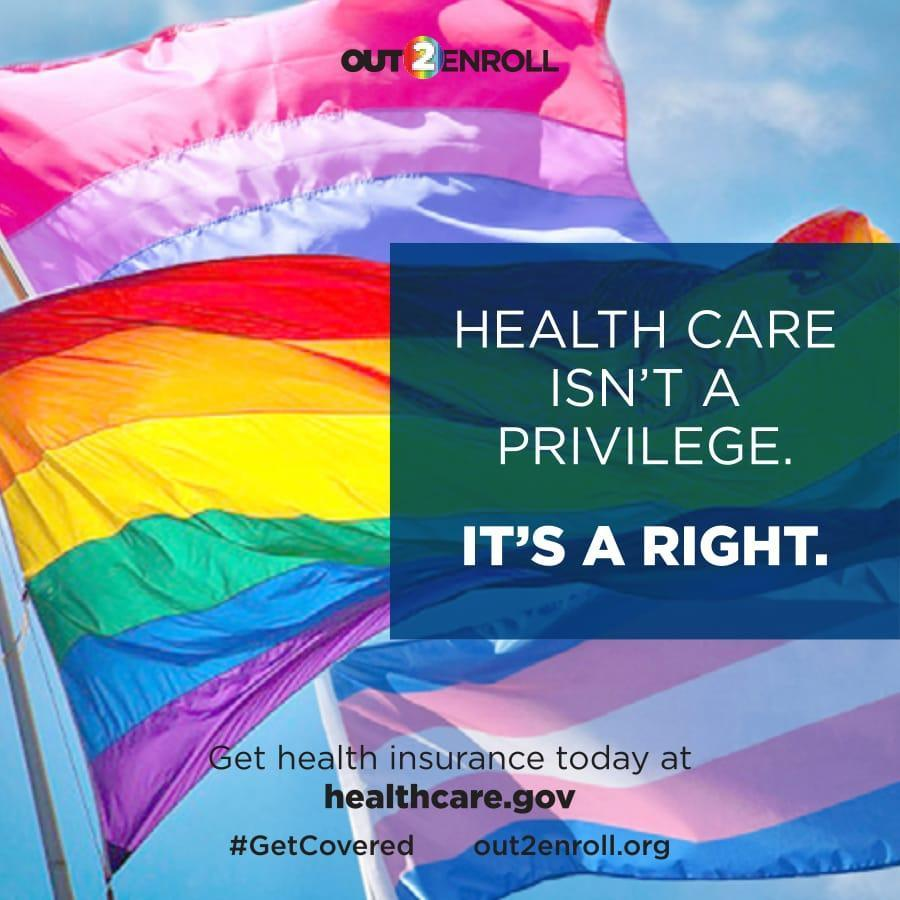 OUT2ENROLL
HEALTH CARE
ISN'T A
PRIVILEGE.
IT'S A RIGHT.
Get health insurance today at
healthcare.gov
#GetCovered out2enroll.org